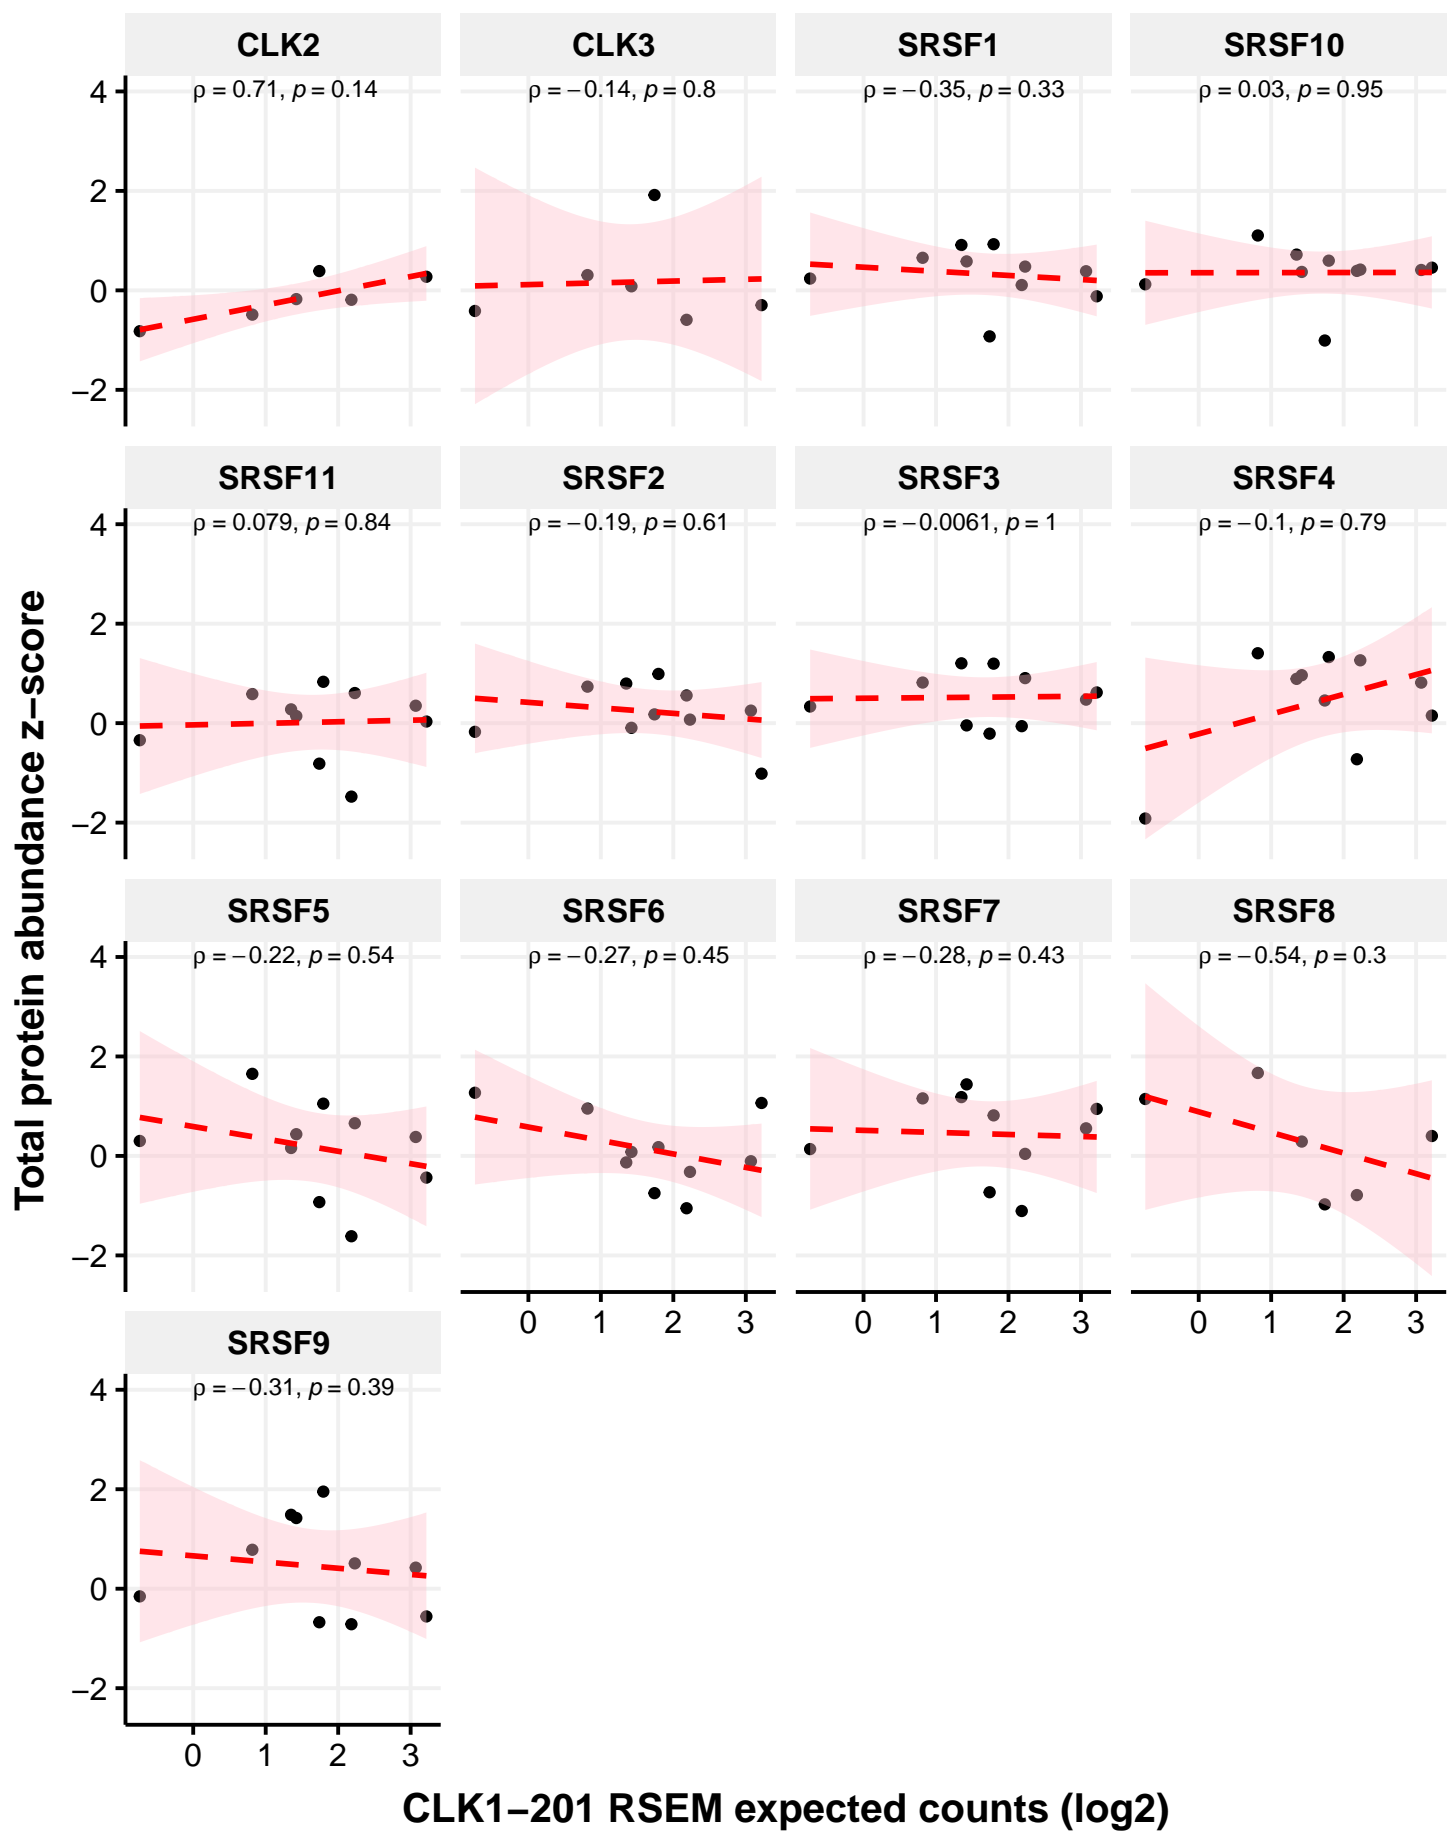 CLK2 CLK3 SRSF1 SRSF10
ρ = 0.71, p = 0.14 ρ = −0.14, p = 0.8 ρ = −0.35, p = 0.33 ρ = 0.03, p = 0.95
4
2
0
−2
SRSF11 SRSF2 SRSF3 SRSF4
ρ = 0.079, p = 0.84 ρ = −0.19, p = 0.61 ρ = −0.0061, p = 1 ρ = −0.1, p = 0.79
4
2
0
−2
Total protein abundance z−score
SRSF5 SRSF6 SRSF7 SRSF8
ρ = −0.22, p = 0.54 ρ = −0.27, p = 0.45 ρ = −0.28, p = 0.43 ρ = −0.54, p = 0.3
4
2
0
−2
0 1 2 3 0 1 2 3 0 1 2 3
SRSF9
ρ = −0.31, p = 0.39
4
2
0
−2
0 1 2 3
CLK1−201 RSEM expected counts (log2)